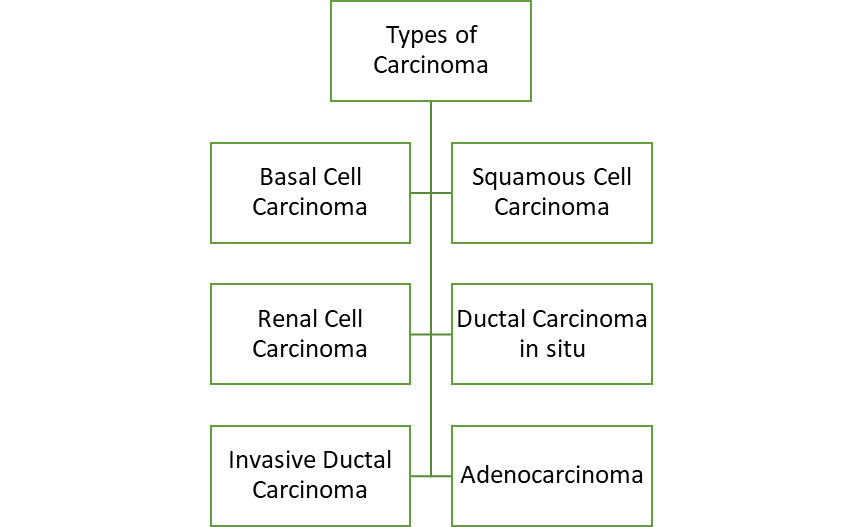 Types of
Carcinoma
Basal Cell
Carcinoma
Squamous Cell
Carcinoma
Renal Cell
Carcinoma
Ductal Carcinoma
in situ
Invasive Ductal
Carcinoma
Adenocarcinoma